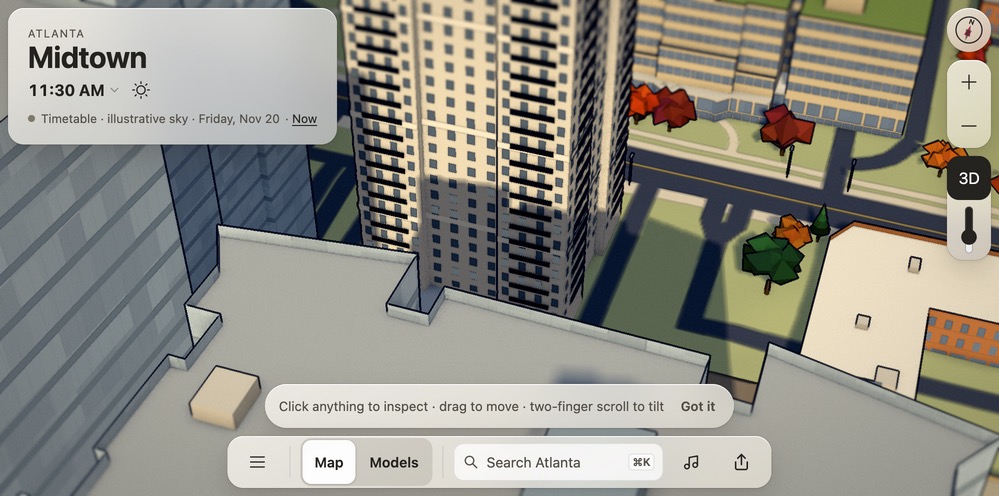 ATLANTA
Midtown
11:30 AM
Timetable · illustrative sky · Friday, Nov 20 · Now
N
+
−
3D
Click anything to inspect · drag to move · two-finger scroll to tilt Got it
Map Models Search Atlanta ⌘K